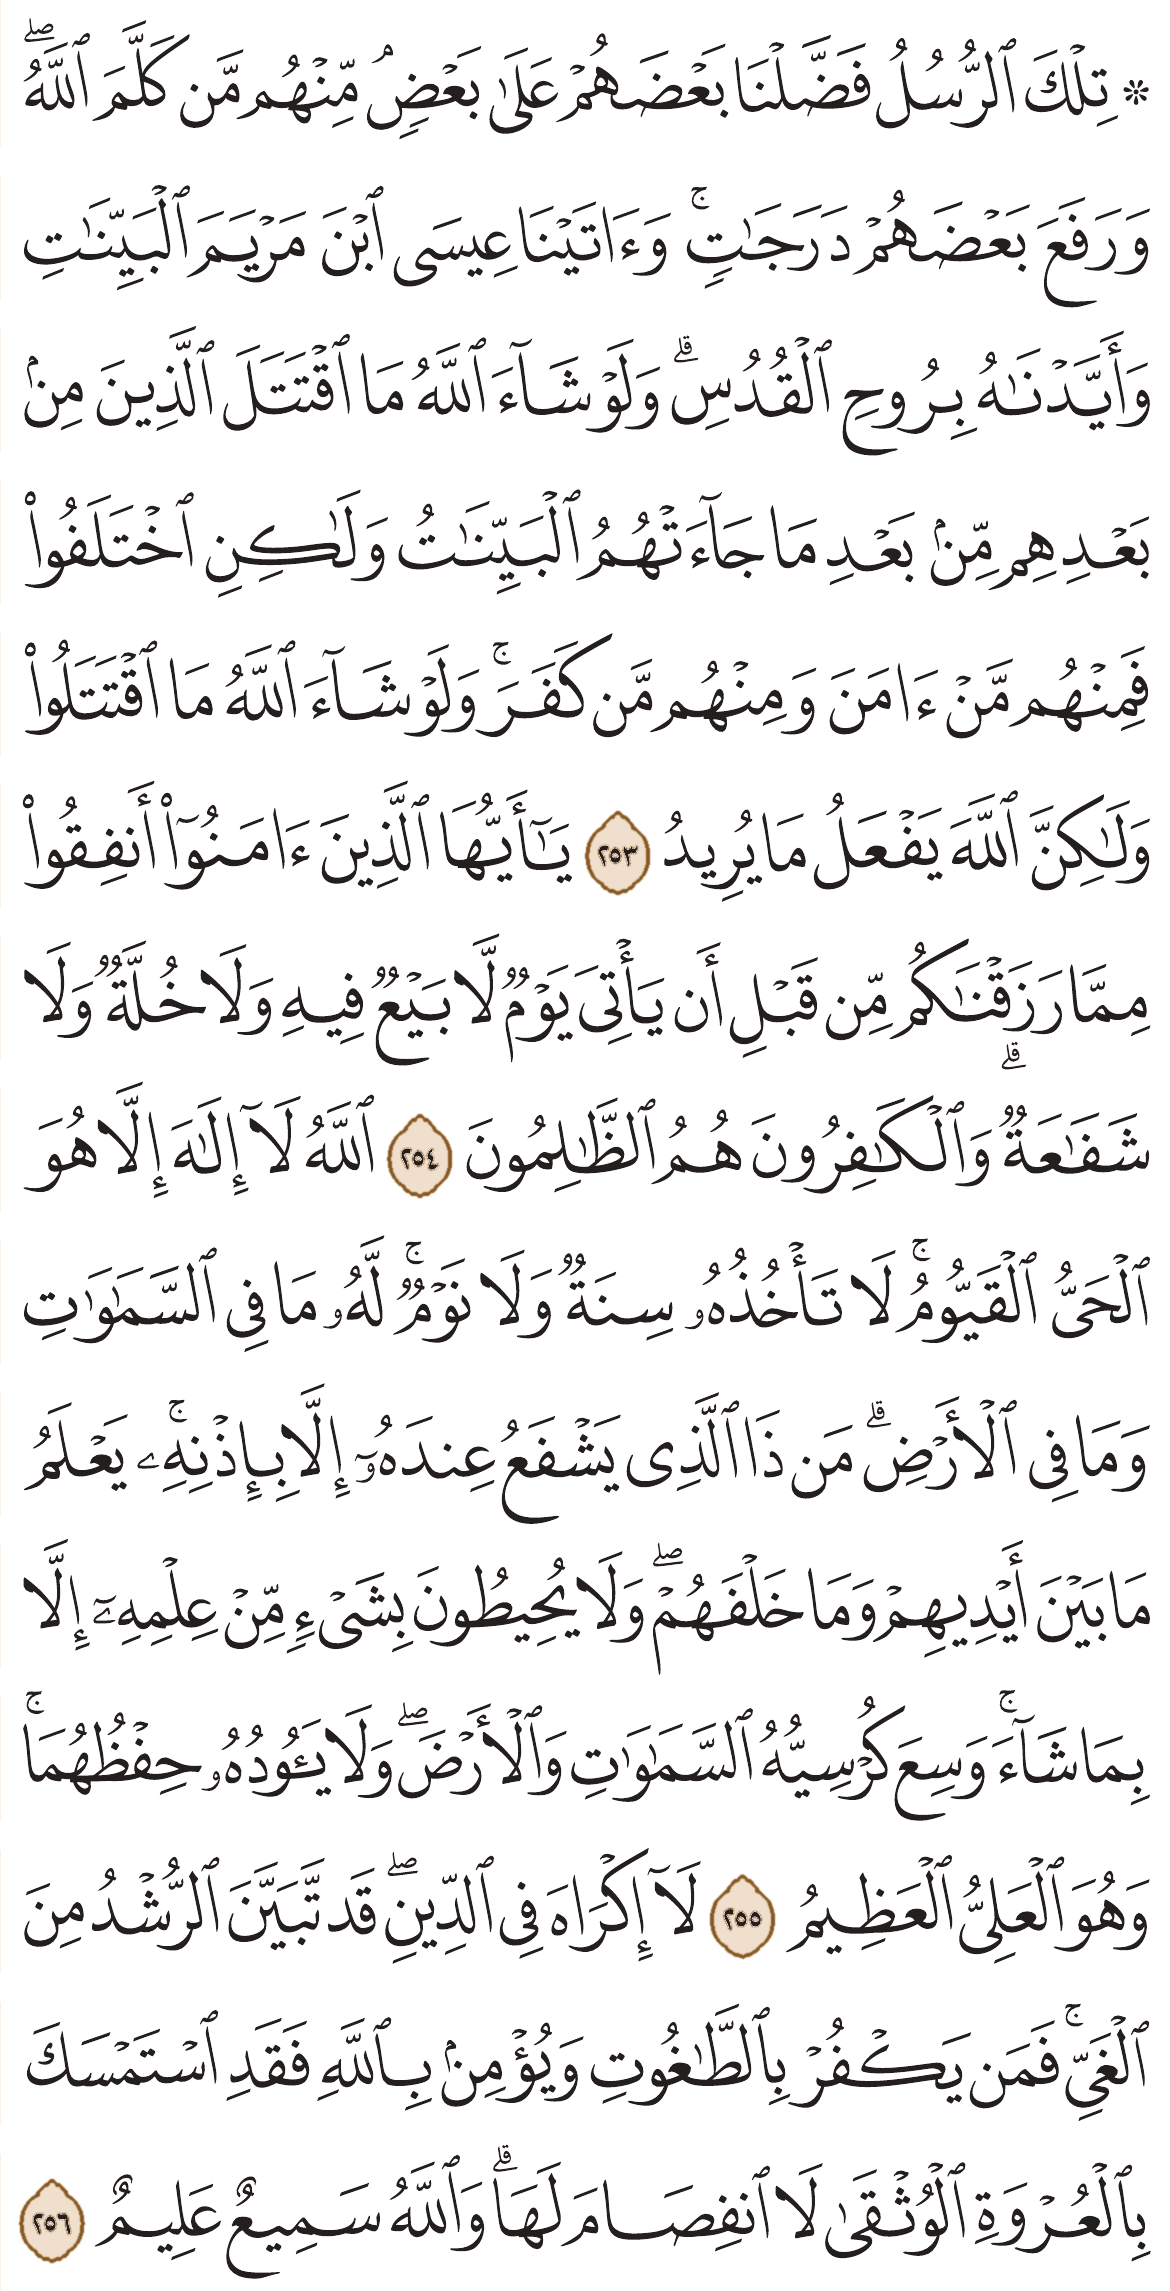 ۞ تِلۡكَ ٱلرُّسُلُ فَضَّلۡنَا بَعۡضَهُمۡ عَلَىٰ بَعۡضٖۘ مِّنۡهُم مَّن كَلَّمَ ٱللَّهُۖ
وَرَفَعَ بَعۡضَهُمۡ دَرَجَٰتٖۚ وَءَاتَيۡنَا عِيسَى ٱبۡنَ مَرۡيَمَ ٱلۡبَيِّنَٰتِ
وَأَيَّدۡنَٰهُ بِرُوحِ ٱلۡقُدُسِۗ وَلَوۡ شَآءَ ٱللَّهُ مَا ٱقۡتَتَلَ ٱلَّذِينَ مِنۢ
بَعۡدِهِم مِّنۢ بَعۡدِ مَا جَآءَتۡهُمُ ٱلۡبَيِّنَٰتُ وَلَٰكِنِ ٱخۡتَلَفُواْ
فَمِنۡهُم مَّنۡ ءَامَنَ وَمِنۡهُم مَّن كَفَرَۚ وَلَوۡ شَآءَ ٱللَّهُ مَا ٱقۡتَتَلُواْ
وَلَٰكِنَّ ٱللَّهَ يَفۡعَلُ مَا يُرِيدُ ٢٥٣ يَٰٓأَيُّهَا ٱلَّذِينَ ءَامَنُوٓاْ أَنفِقُواْ
مِمَّا رَزَقۡنَٰكُم مِّن قَبۡلِ أَن يَأۡتِيَ يَوۡمٞ لَّا بَيۡعٞ فِيهِ وَلَا خُلَّةٞ وَلَا
شَفَٰعَةٞۗ وَٱلۡكَٰفِرُونَ هُمُ ٱلظَّٰلِمُونَ ٢٥٤ ٱللَّهُ لَآ إِلَٰهَ إِلَّا هُوَ
ٱلۡحَيُّ ٱلۡقَيُّومُۚ لَا تَأۡخُذُهُۥ سِنَةٞ وَلَا نَوۡمٞۚ لَّهُۥ مَا فِي ٱلسَّمَٰوَٰتِ
وَمَا فِي ٱلۡأَرۡضِۗ مَن ذَا ٱلَّذِي يَشۡفَعُ عِندَهُۥٓ إِلَّا بِإِذۡنِهِۦۚ يَعۡلَمُ
مَا بَيۡنَ أَيۡدِيهِمۡ وَمَا خَلۡفَهُمۡۖ وَلَا يُحِيطُونَ بِشَيۡءٖ مِّنۡ عِلۡمِهِۦٓ إِلَّا
بِمَا شَآءَۚ وَسِعَ كُرۡسِيُّهُ ٱلسَّمَٰوَٰتِ وَٱلۡأَرۡضَۖ وَلَا يَـُٔودُهُۥ حِفۡظُهُمَاۚ
وَهُوَ ٱلۡعَلِيُّ ٱلۡعَظِيمُ ٢٥٥ لَآ إِكۡرَاهَ فِي ٱلدِّينِۖ قَد تَّبَيَّنَ ٱلرُّشۡدُ مِنَ
ٱلۡغَيِّۚ فَمَن يَكۡفُرۡ بِٱلطَّٰغُوتِ وَيُؤۡمِنۢ بِٱللَّهِ فَقَدِ ٱسۡتَمۡسَكَ
بِٱلۡعُرۡوَةِ ٱلۡوُثۡقَىٰ لَا ٱنفِصَامَ لَهَاۗ وَٱللَّهُ سَمِيعٌ عَلِيمٌ ٢٥٦